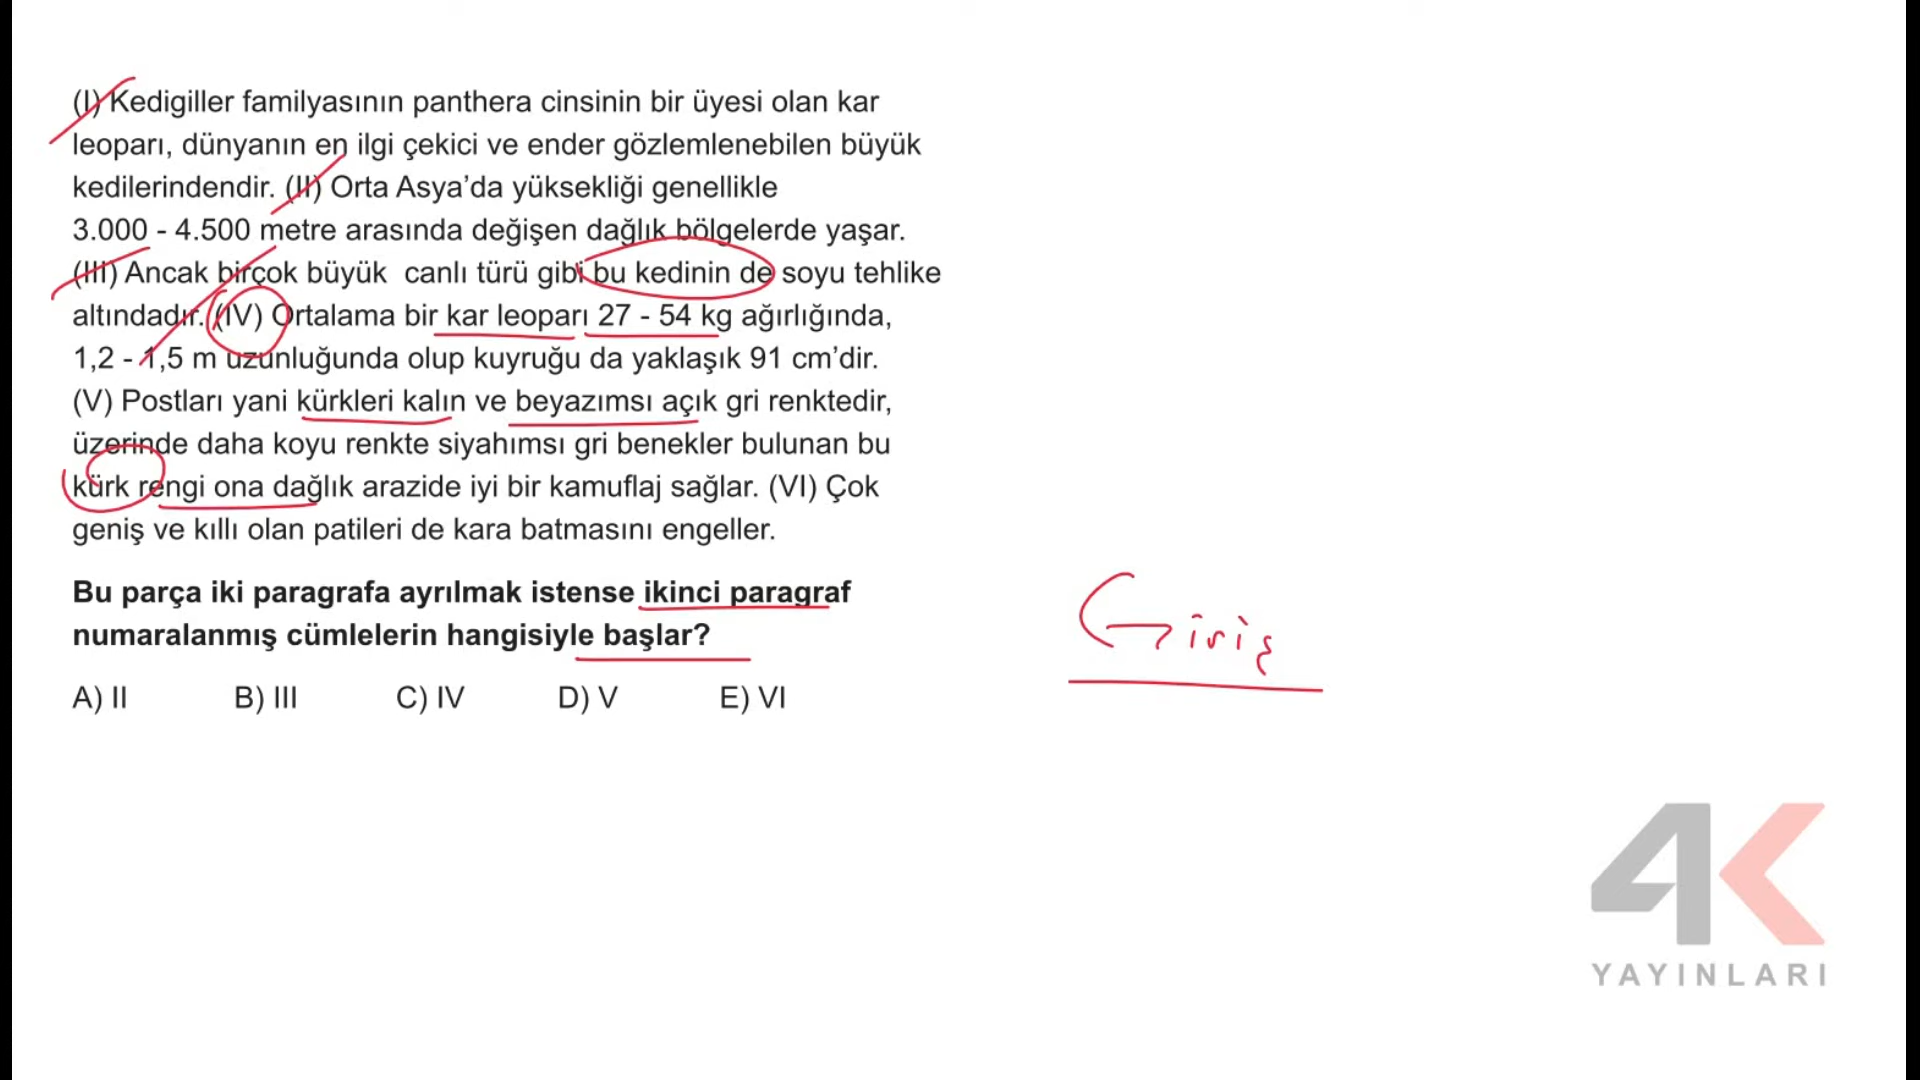 (I) Kedigiller familyasının panthera cinsinin bir üyesi olan kar
leoparı, dünyanın en ilgi çekici ve ender gözlemlenebilen büyük
kedilerindendir. (II) Orta Asya’da yüksekliği genellikle
3.000 - 4.500 metre arasında değişen dağlık bölgelerde yaşar.
(III) Ancak birçok büyük canlı türü gibi bu kedinin de soyu tehlike
altındadır. (IV) Ortalama bir kar leoparı 27 - 54 kg ağırlığında,
1,2 - 1,5 m uzunluğunda olup kuyruğu da yaklaşık 91 cm’dir.
(V) Postları yani kürkleri kalın ve beyazımsı açık gri renktedir,
üzerinde daha koyu renkte siyahımsı gri benekler bulunan bu
kürk rengi ona dağlık arazide iyi bir kamuflaj sağlar. (VI) Çok
geniş ve kıllı olan patileri de kara batmasını engeller.
Bu parça iki paragrafa ayrılmak istense ikinci paragraf
numaralanmış cümlelerin hangisiyle başlar?
A) II B) III C) IV D) V E) VI
Giriş
4K
YAYINLARI